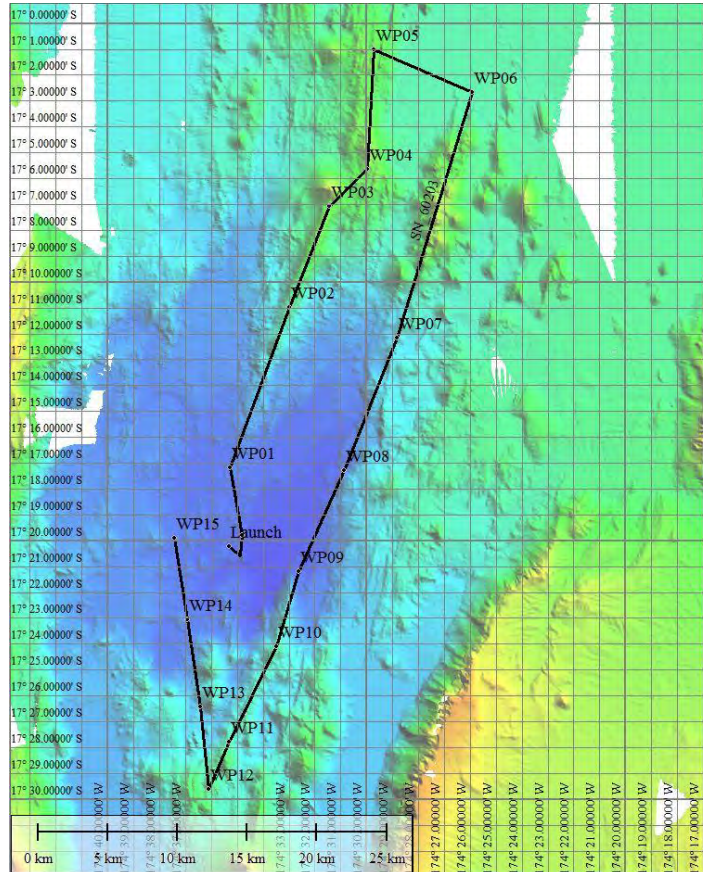 17° 0.00000' S
17° 1.00000' S
WP05
17° 2.00000' S
WP06
17° 3.00000' S
17° 4.00000' S
17° 5.00000' S
WP04
17° 6.00000' S
SN_60203
WP03
17° 7.00000' S
17° 8.00000' S
17° 9.00000' S
17° 10.00000' S
WP02
17° 11.00000' S
17° 12.00000' S
WP07
17° 13.00000' S
17° 14.00000' S
17° 15.00000' S
17° 16.00000' S
WP01
WP08
17° 17.00000' S
17° 18.00000' S
17° 19.00000' S
WP15
Launch
17° 20.00000' S
WP09
17° 21.00000' S
17° 22.00000' S
WP14
17° 23.00000' S
WP10
17° 24.00000' S
17° 25.00000' S
WP13
17° 26.00000' S
WP11
17° 27.00000' S
17° 28.00000' S
WP12
17° 29.00000' S
17° 30.00000' S
174° 33.00000' W
174° 32.00000' W
174° 27.00000' W
174° 26.00000' W
174° 25.00000' W
174° 24.00000' W
174° 23.00000' W
174° 22.00000' W
174° 21.00000' W
174° 20.00000' W
174° 19.00000' W
174° 18.00000' W
174° 17.00000' W
0 km
5 km
10 km
15 km
20 km
25 km